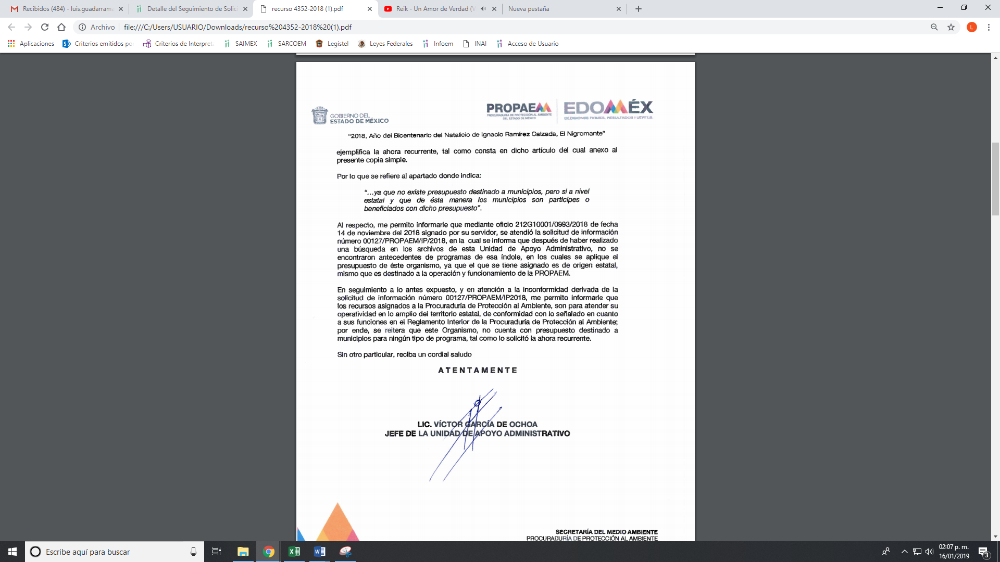 Recibidos (484) - luis.guadarrama
Detalle del Seguimiento de Solici
recurso 4352-2018 (1).pdf
Reik - Un Amor de Verdad (V
Nueva pestaña
Archivo
file:///C:/Users/USUARIO/Downloads/recurso%204352-2018%20(1).pdf
L
Aplicaciones
Criterios emitidos po
Criterios de Interpreta
SAIMEX
SARCOEM
Legistel
Leyes Federales
Infoem
INAI
Acceso de Usuario
GOBIERNO DEL
ESTADO DE MÉXICO
PROPAEM
PROCURADURÍA DE PROTECCIÓN AL AMBIENTE
DEL ESTADO DE MÉXICO
EDOMÉX
DECISIONES FIRMES, RESULTADOS FUERTES.
"2018, Año del Bicentenario del Natalicio de Ignacio Ramírez Calzada, El Nigromante"
ejemplifica la ahora recurrente, tal como consta en dicho artículo del cual anexo al
presente copia simple.
Por lo que se refiere al apartado donde indica:
"...ya que no existe presupuesto destinado a municipios, pero si a nivel
estatal y que de ésta manera los municipios son participes o
beneficiados con dicho presupuesto".
Al respecto, me permito informarle que mediante oficio 212G10001/0993/2018 de fecha
14 de noviembre del 2018 signado por su servidor, se atendió la solicitud de información
número 00127/PROPAEM/IP/2018, en la cual se informa que después de haber realizado
una búsqueda en los archivos de esta Unidad de Apoyo Administrativo, no se
encontraron antecedentes de programas de esa índole, en los cuales se aplique el
presupuesto de éste organismo, ya que el que se tiene asignado es de origen estatal,
mismo que es destinado a la operación y funcionamiento de la PROPAEM.
En seguimiento a lo antes expuesto, y en atención a la inconformidad derivada de la
solicitud de información número 00127/PROPAEM/IP2018, me permito informarle que
los recursos asignados a la Procuraduría de Protección al Ambiente, son para atender su
operatividad en lo amplio del territorio estatal, de conformidad con lo señalado en cuanto
a sus funciones en el Reglamento Interior de la Procuraduría de Protección al Ambiente;
por ende, se reitera que este Organismo, no cuenta con presupuesto destinado a
municipios para ningún tipo de programa, tal como lo solicitó la ahora recurrente.
Sin otro particular, reciba un cordial saludo
A T E N T A M E N T E
LIC. VÍCTOR GARCÍA DE OCHOA
JEFE DE LA UNIDAD DE APOYO ADMINISTRATIVO
SECRETARÍA DEL MEDIO AMBIENTE
PROCURADURÍA DE PROTECCIÓN AL AMBIENTE
Escribe aquí para buscar
02:07 p. m.
16/01/2019
3